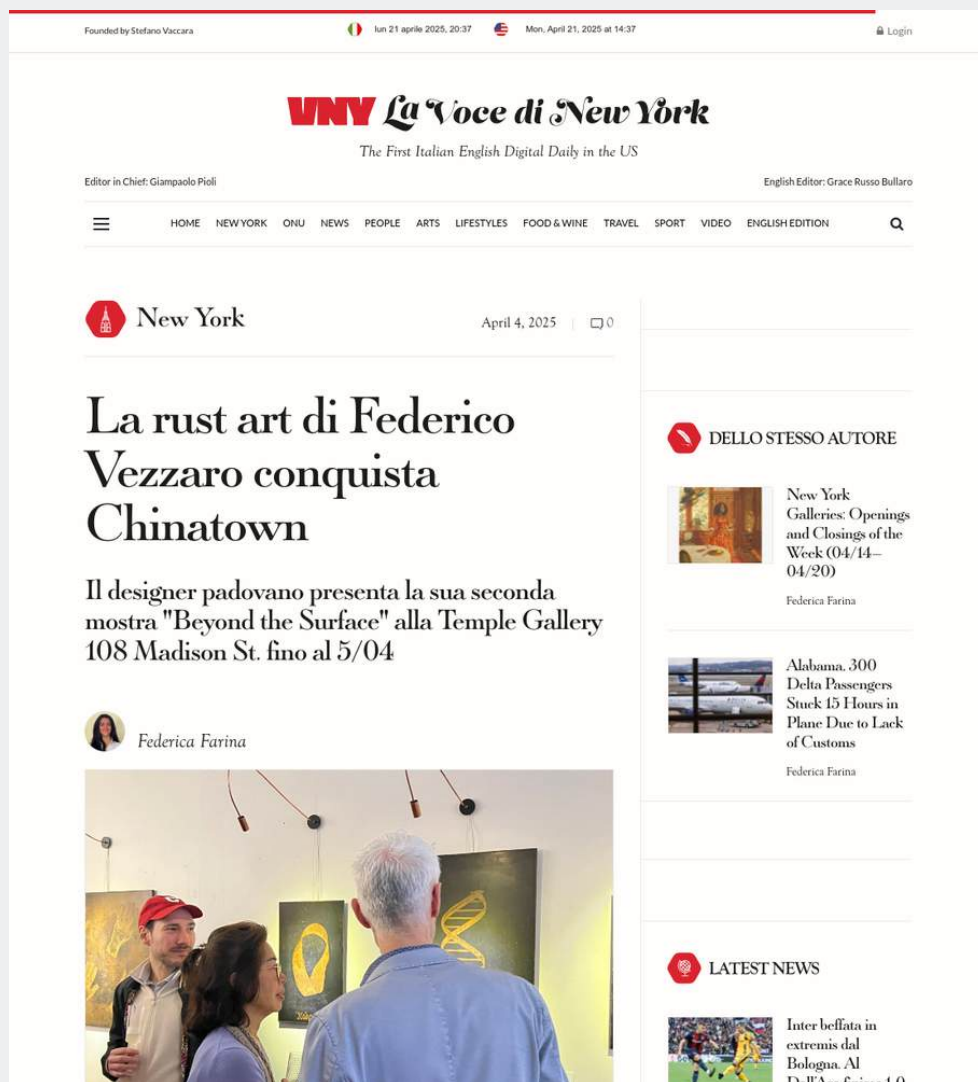 Founded by Stefano Vaccara
lun 21 aprile 2025, 20:37
Mon, April 21, 2025 at 14:37
Login
VNY La Voce di New York
The First Italian English Digital Daily in the US
Editor in Chief: Giampaolo Pioli
English Editor: Grace Russo Bullaro
HOME NEW YORK ONU NEWS PEOPLE ARTS LIFESTYLES FOOD & WINE TRAVEL SPORT VIDEO ENGLISH EDITION
New York
April 4, 2025
0
La rust art di Federico
Vezzaro conquista
Chinatown
Il designer padovano presenta la sua seconda
mostra "Beyond the Surface" alla Temple Gallery
108 Madison St. fino al 5/04
Federica Farina
DELLO STESSO AUTORE
New York
Galleries: Openings
and Closings of the
Week (04/14–
04/20)
Federica Farina
Alabama, 300
Delta Passengers
Stuck 15 Hours in
Plane Due to Lack
of Customs
Federica Farina
LATEST NEWS
Inter beffata in
extremis dal
Bologna. Al